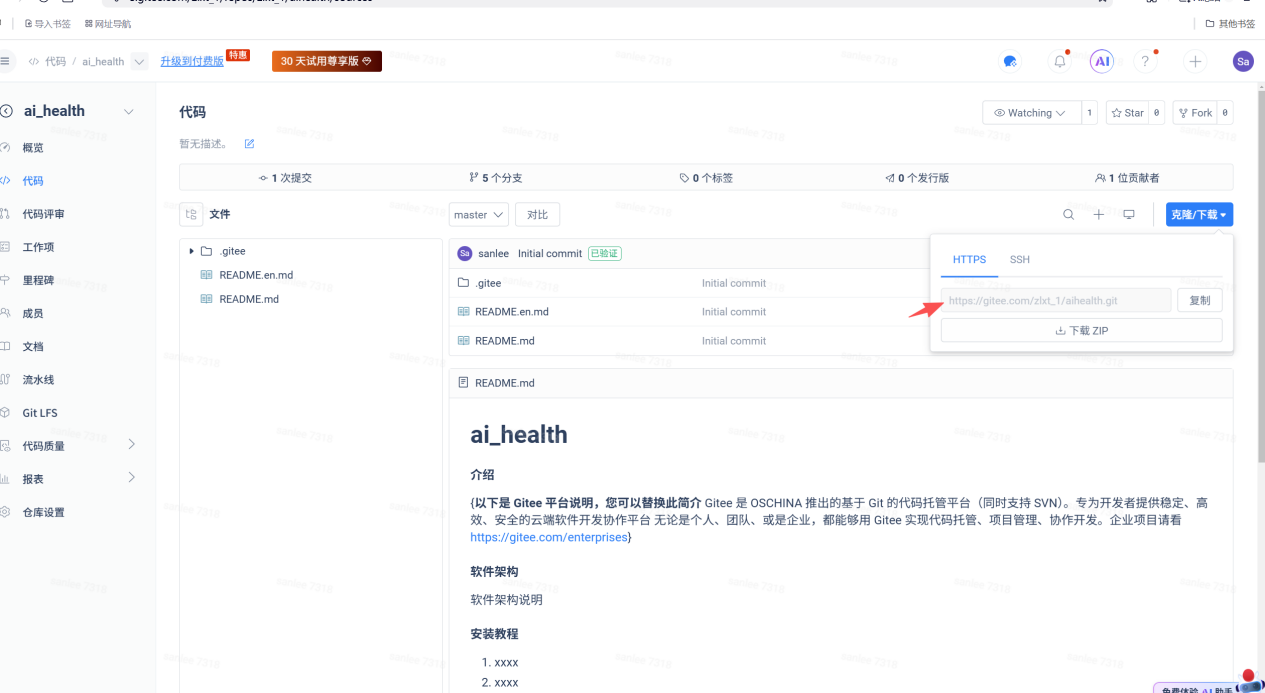 导入书签 网址导航 其他书签
代码 / ai_health 升级到付费版 特惠 30 天试用尊享版 AI ? Sa
ai_health
概览
代码
代码评审
工作项
里程碑
成员
文档
流水线
Git LFS
代码质量
报表
仓库设置
代码
Watching 1 Star 0 Fork 0
暂无描述。
1 次提交 5 个分支 0 个标签 0 个发行版 1 位贡献者
文件 master 对比 克隆/下载
.gitee
README.en.md
README.md
Sa sanlee Initial commit 已验证
.gitee Initial commit
README.en.md Initial commit
README.md Initial commit
HTTPS SSH
https://gitee.com/zlxt_1/aihealth.git 复制
下载 ZIP
README.md
ai_health
介绍
{以下是 Gitee 平台说明，您可以替换此简介 Gitee 是 OSCHINA 推出的基于 Git 的代码托管平台（同时支持 SVN）。专为开发者提供稳定、高
效、安全的云端软件开发协作平台 无论是个人、团队、或是企业，都能够用 Gitee 实现代码托管、项目管理、协作开发。企业项目请看
https://gitee.com/enterprises}
软件架构
软件架构说明
安装教程
1. xxxx
2. xxxx
免费体验 AI 助手
sanlee 7318